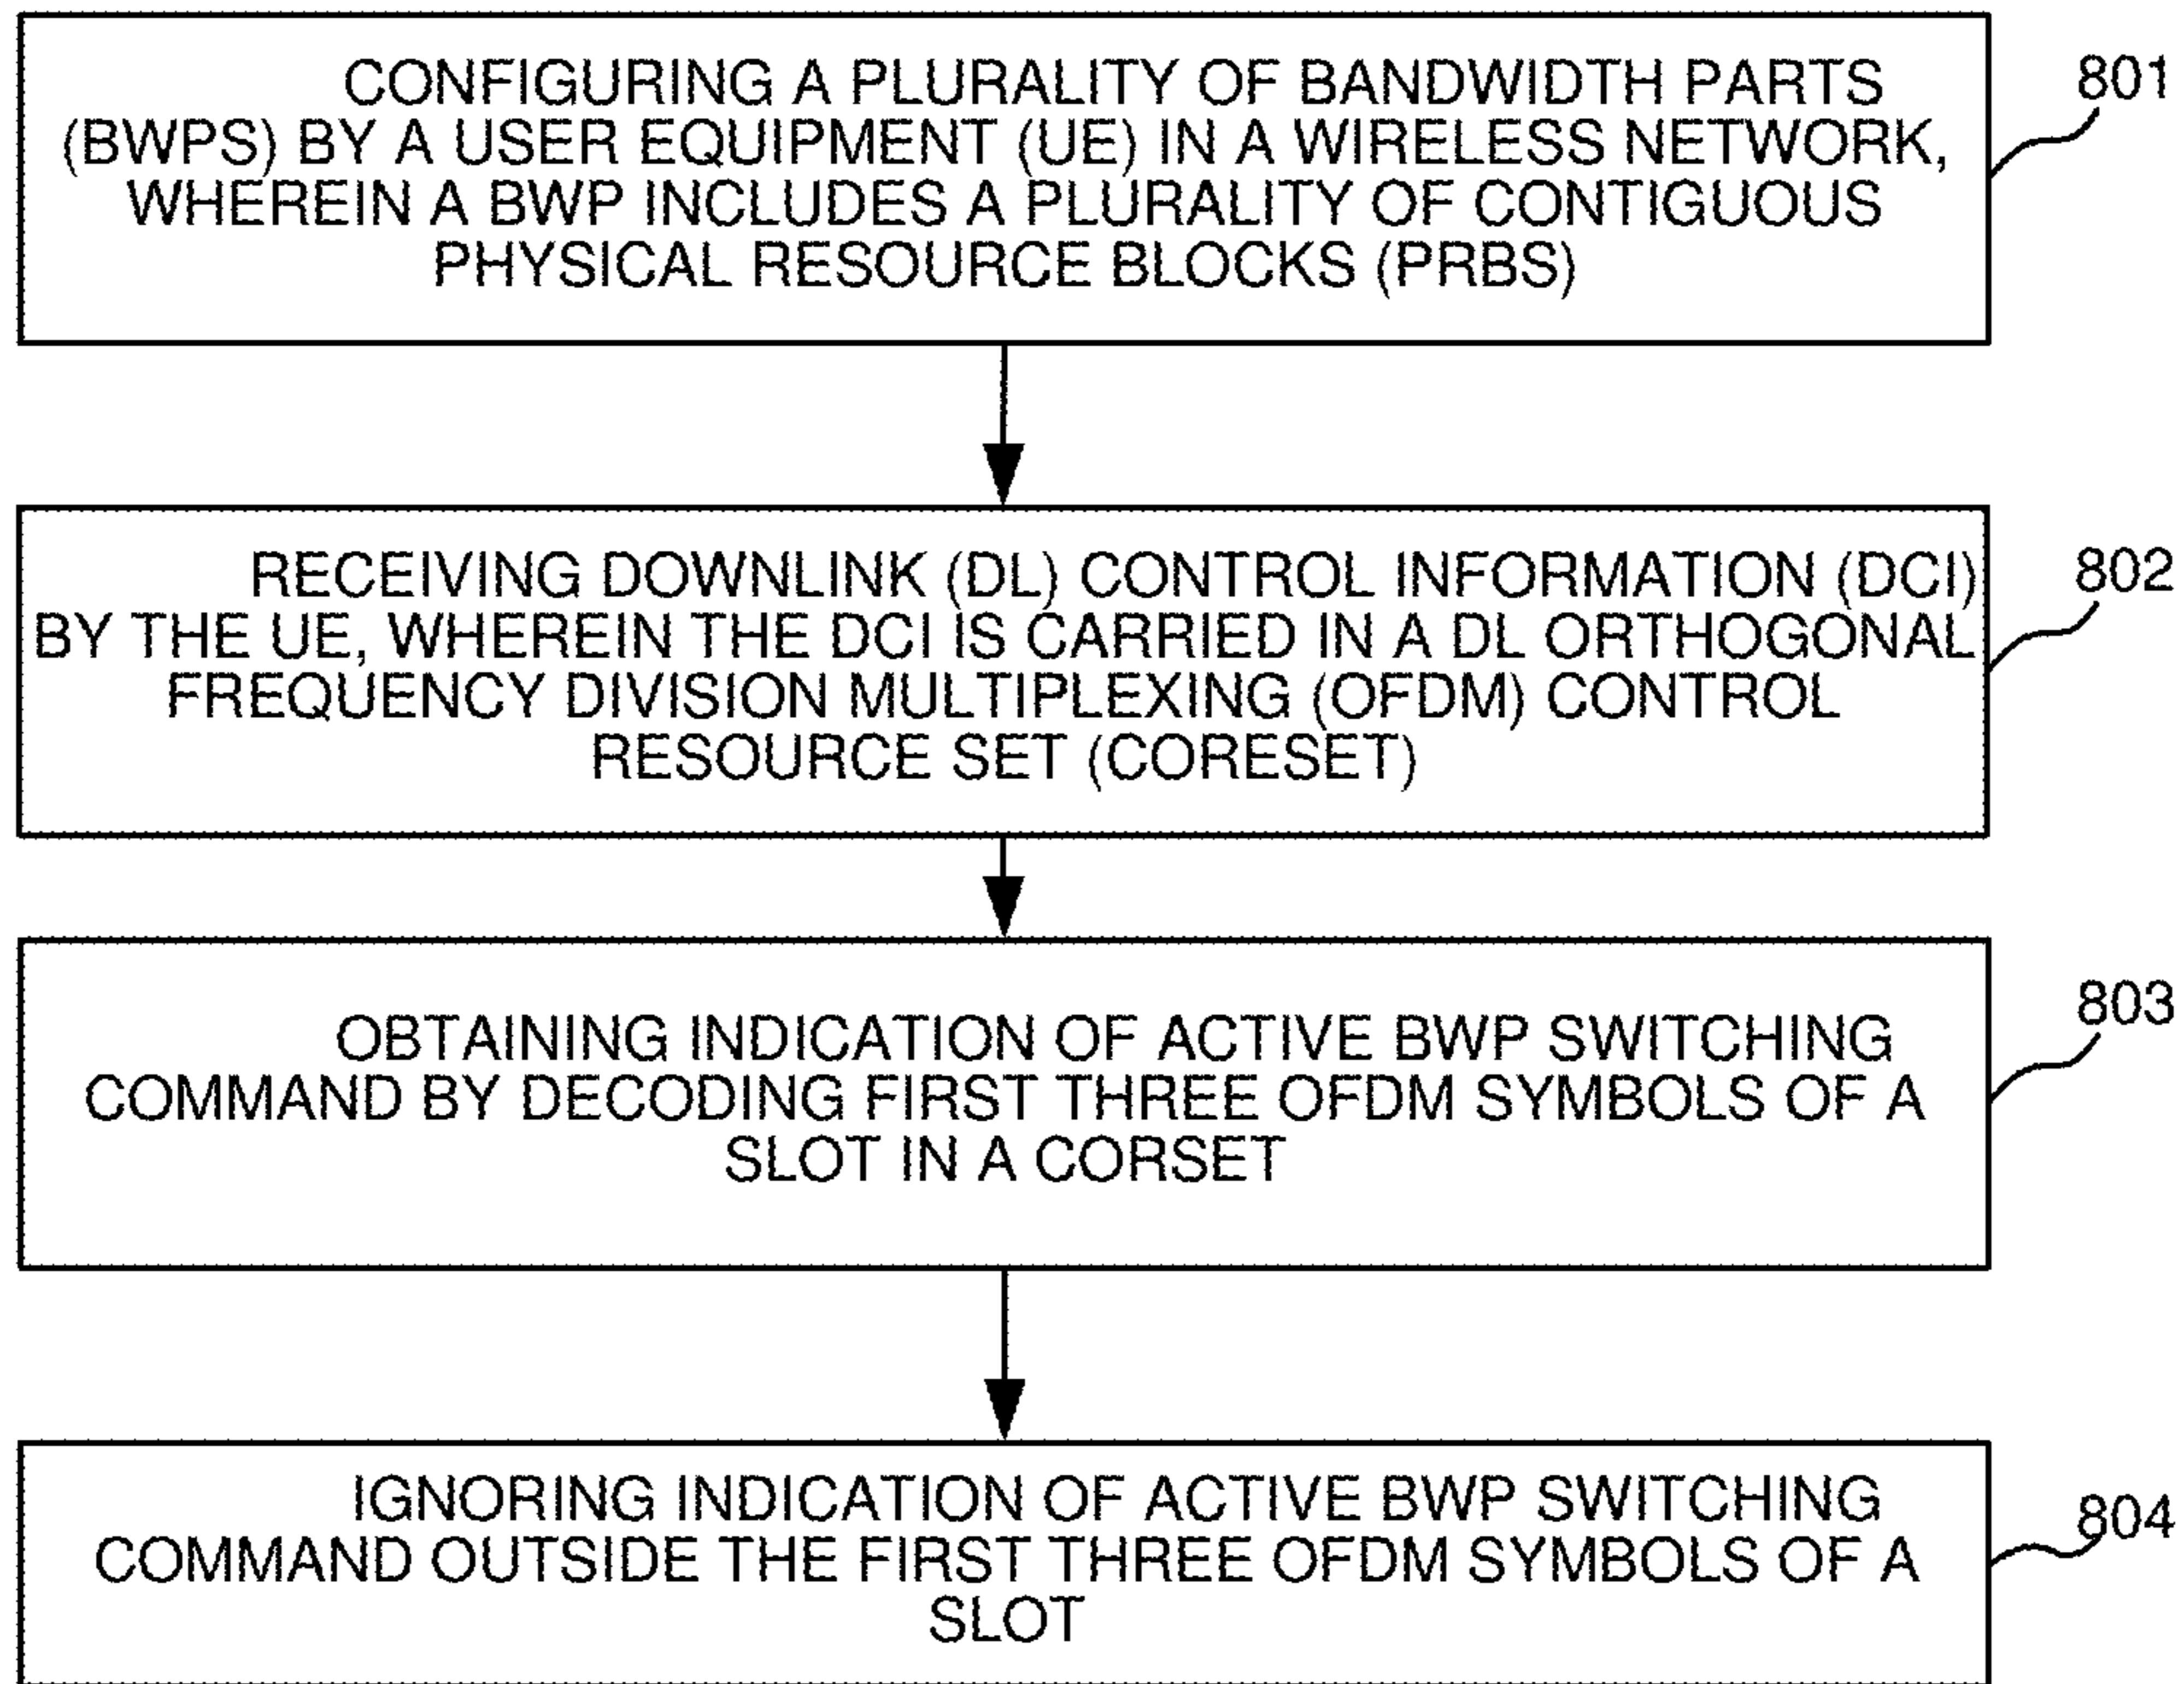 CONFIGURING A PLURALITY OF BANDWIDTH PARTS
(BWPS) BY A USER EQUIPMENT (UE) IN A WIRELESS NETWORK,
WHEREIN A BWP INCLUDES A PLURALITY OF CONTIGUOUS
PHYSICAL RESOURCE BLOCKS (PRBS)
801
RECEIVING DOWNLINK (DL) CONTROL INFORMATION (DCI)
BY THE UE, WHEREIN THE DCI IS CARRIED IN A DL ORTHOGONAL
FREQUENCY DIVISION MULTIPLEXING (OFDM) CONTROL
RESOURCE SET (CORESET)
802
OBTAINING INDICATION OF ACTIVE BWP SWITCHING
COMMAND BY DECODING FIRST THREE OFDM SYMBOLS OF A
SLOT IN A CORSET
803
IGNORING INDICATION OF ACTIVE BWP SWITCHING
COMMAND OUTSIDE THE FIRST THREE OFDM SYMBOLS OF A
SLOT
804